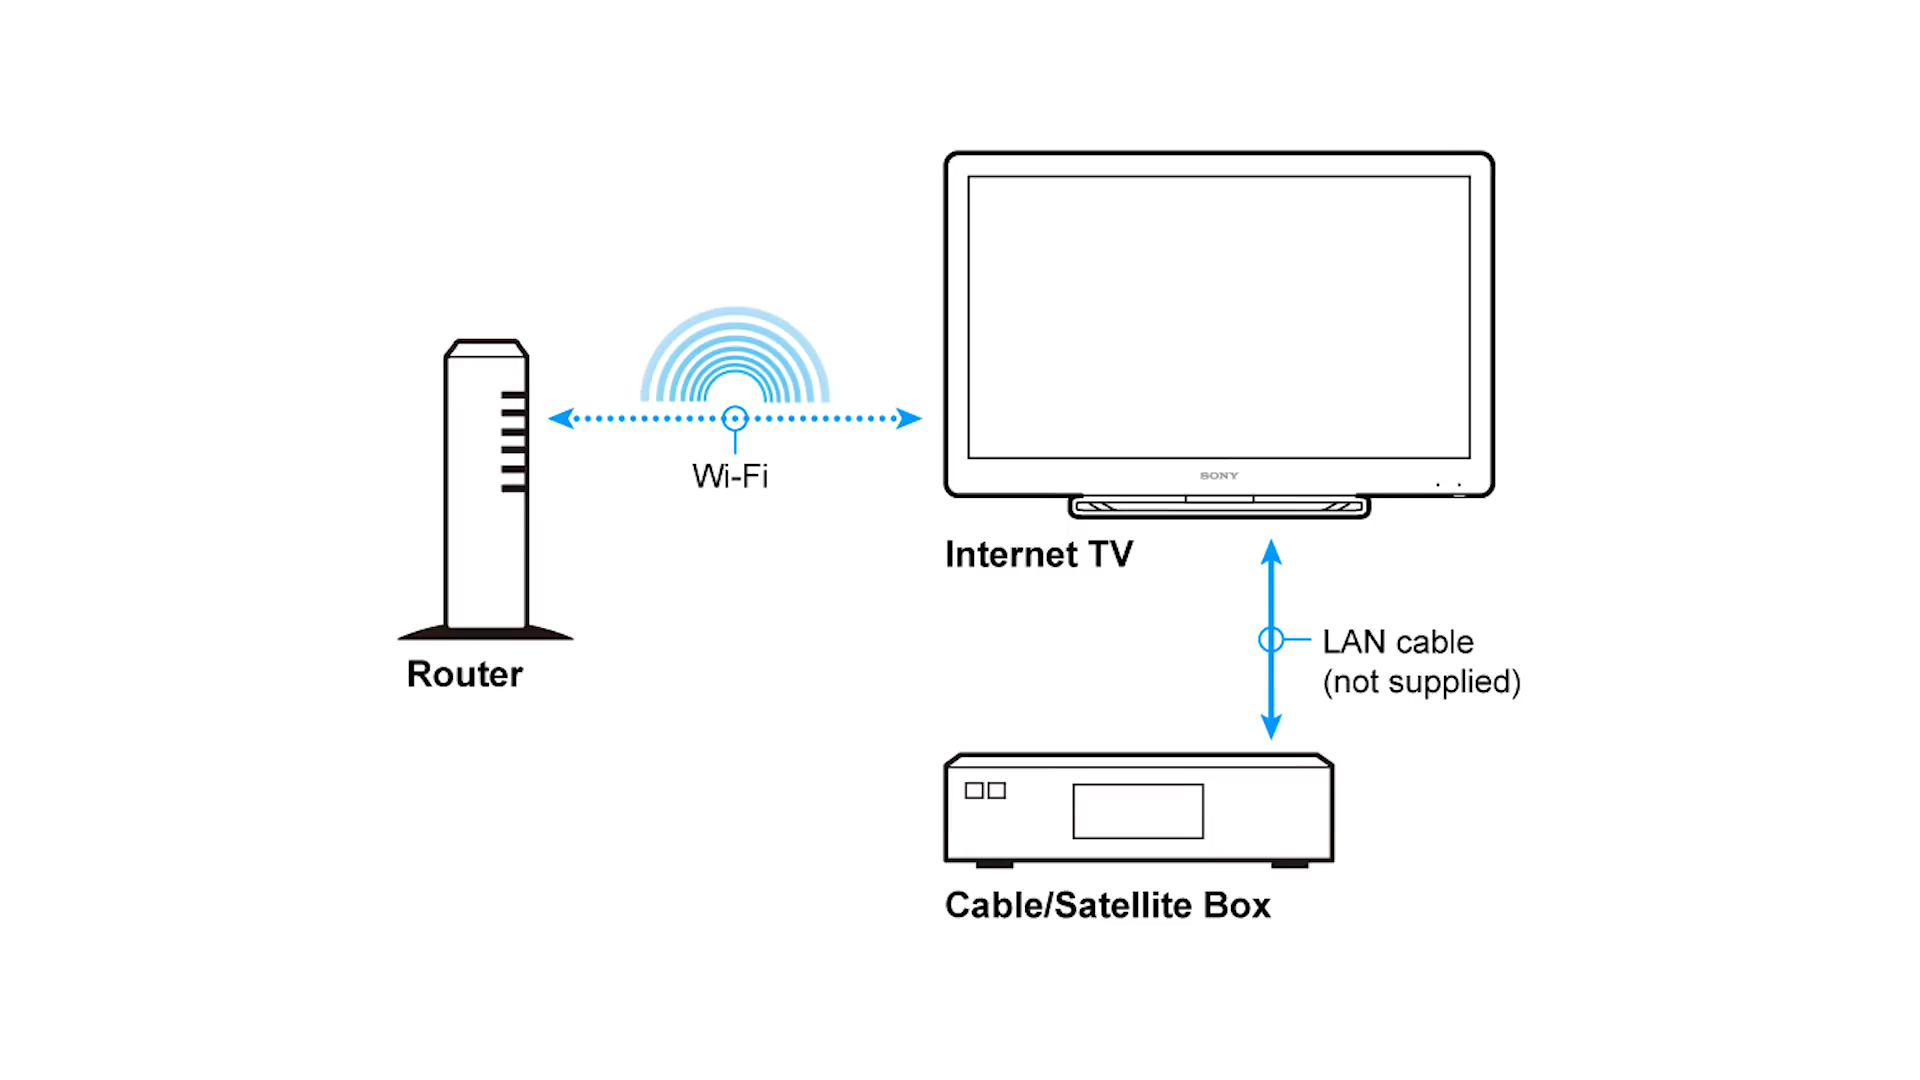 Wi-Fi
SONY
Internet TV
LAN cable
(not supplied)
Router
Cable/Satellite Box